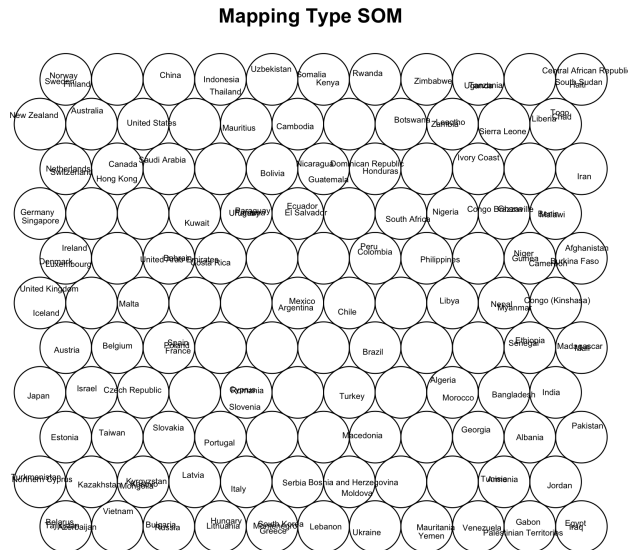 Mapping Type SOM
Norway
Sweden
Finland
China
Indonesia
Thailand
Uzbekistan
Somalia
Kenya
Rwanda
Zimbabwe
Uganda
Tanzania
Central African Republic
South Sudan
Haiti
New Zealand
Australia
United States
Mauritius
Cambodia
Botswana
Lesotho
Zambia
Sierra Leone
Liberia
Togo
Chad
Netherlands
Switzerland
Canada
Hong Kong
Saudi Arabia
Bolivia
Nicaragua
Guatemala
Dominican Republic
Honduras
Ivory Coast
Iran
Germany
Singapore
Kuwait
Paraguay
Uruguay
Ecuador
El Salvador
South Africa
Nigeria
Congo Brazzaville
Malawi
Ireland
Denmark
Luxembourg
Bahrain
United Arab Emirates
Costa Rica
Peru
Colombia
Philippines
Niger
Guinea
Cameroon
Afghanistan
Burkina Faso
United Kingdom
Iceland
Malta
Mexico
Argentina
Chile
Libya
Nepal
Myanmar
Congo (Kinshasa)
Austria
Belgium
Spain
Poland
France
Brazil
Ethiopia
Senegal
Madagascar
Mali
Japan
Israel
Czech Republic
Cyprus
Romania
Slovenia
Turkey
Algeria
Morocco
Bangladesh
India
Estonia
Taiwan
Slovakia
Portugal
Macedonia
Georgia
Albania
Pakistan
Turkmenistan
Northern Cyprus
Kazakhstan
Kyrgyzstan
Mongolia
Latvia
Italy
Serbia
Bosnia and Herzegovina
Moldova
Tunisia
Armenia
Jordan
Belarus
Tajikistan
Azerbaijan
Vietnam
Bulgaria
Russia
Hungary
Lithuania
South Korea
Montenegro
Greece
Lebanon
Ukraine
Mauritania
Yemen
Venezuela
Gabon
Palestinian Territories
Egypt
Iraq